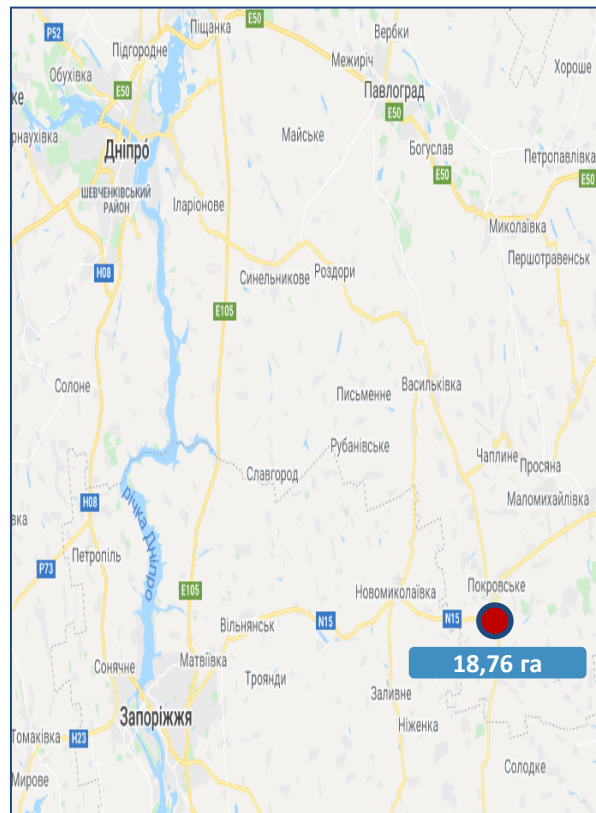 Піщанка
E50
P52
Вербки
Підгородне
Межиріч
Хороше
Обухівка
Павлоград
E50
ке
E50
рнаухівка
Майське
Дніпро
Богуслав
Петропавлівка
E50
E50
ШЕВЧЕНКІВСЬКИЙ
РАЙОН
Іларіонове
Миколаївка
Першотравенськ
H08
Синельникове
Роздори
E105
Солоне
Васильківка
Письменне
Рубанівське
Чаплине
Просяна
Славгород
Маломихайлівка
H08
річка Дніпро
вка
Петропіль
P73
E105
Новомиколаївка
Покровське
Вільнянськ
N15
N15
Сонячне
Матвіївка
18,76 га
Троянди
Запоріжжя
Заливне
Томаківка
H23
Ніженка
Мирове
Солодке